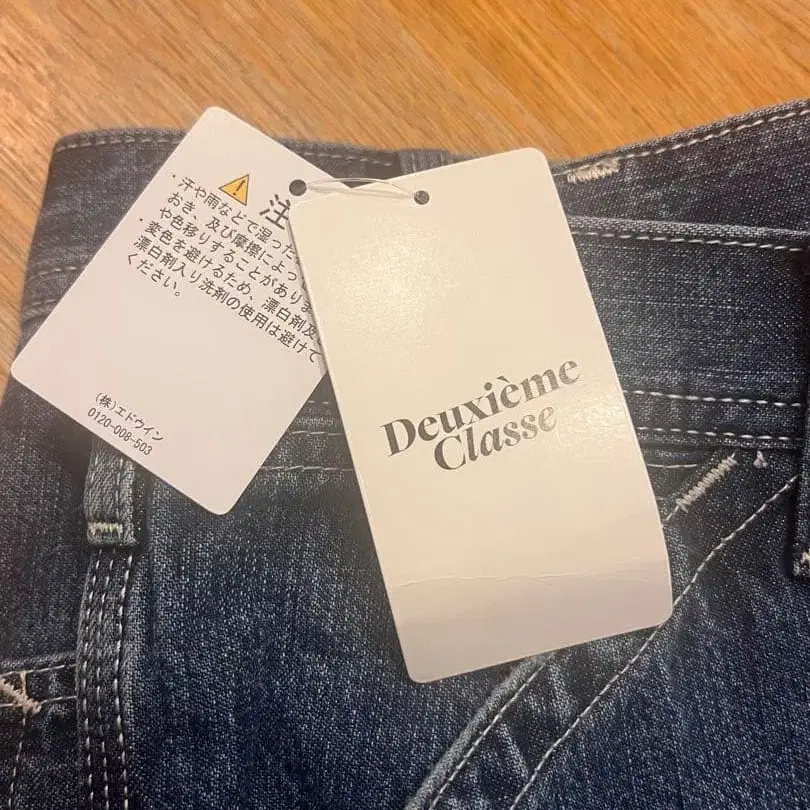 注
・汗や雨などで湿った
おき、及び摩擦によっ
や色移りすることがありま
・変色を避けるため、漂白剤及
漂白剤入り洗剤の使用は避けて
ください。
(株)エドウイン
0120-008-503
Deuxième
Classe